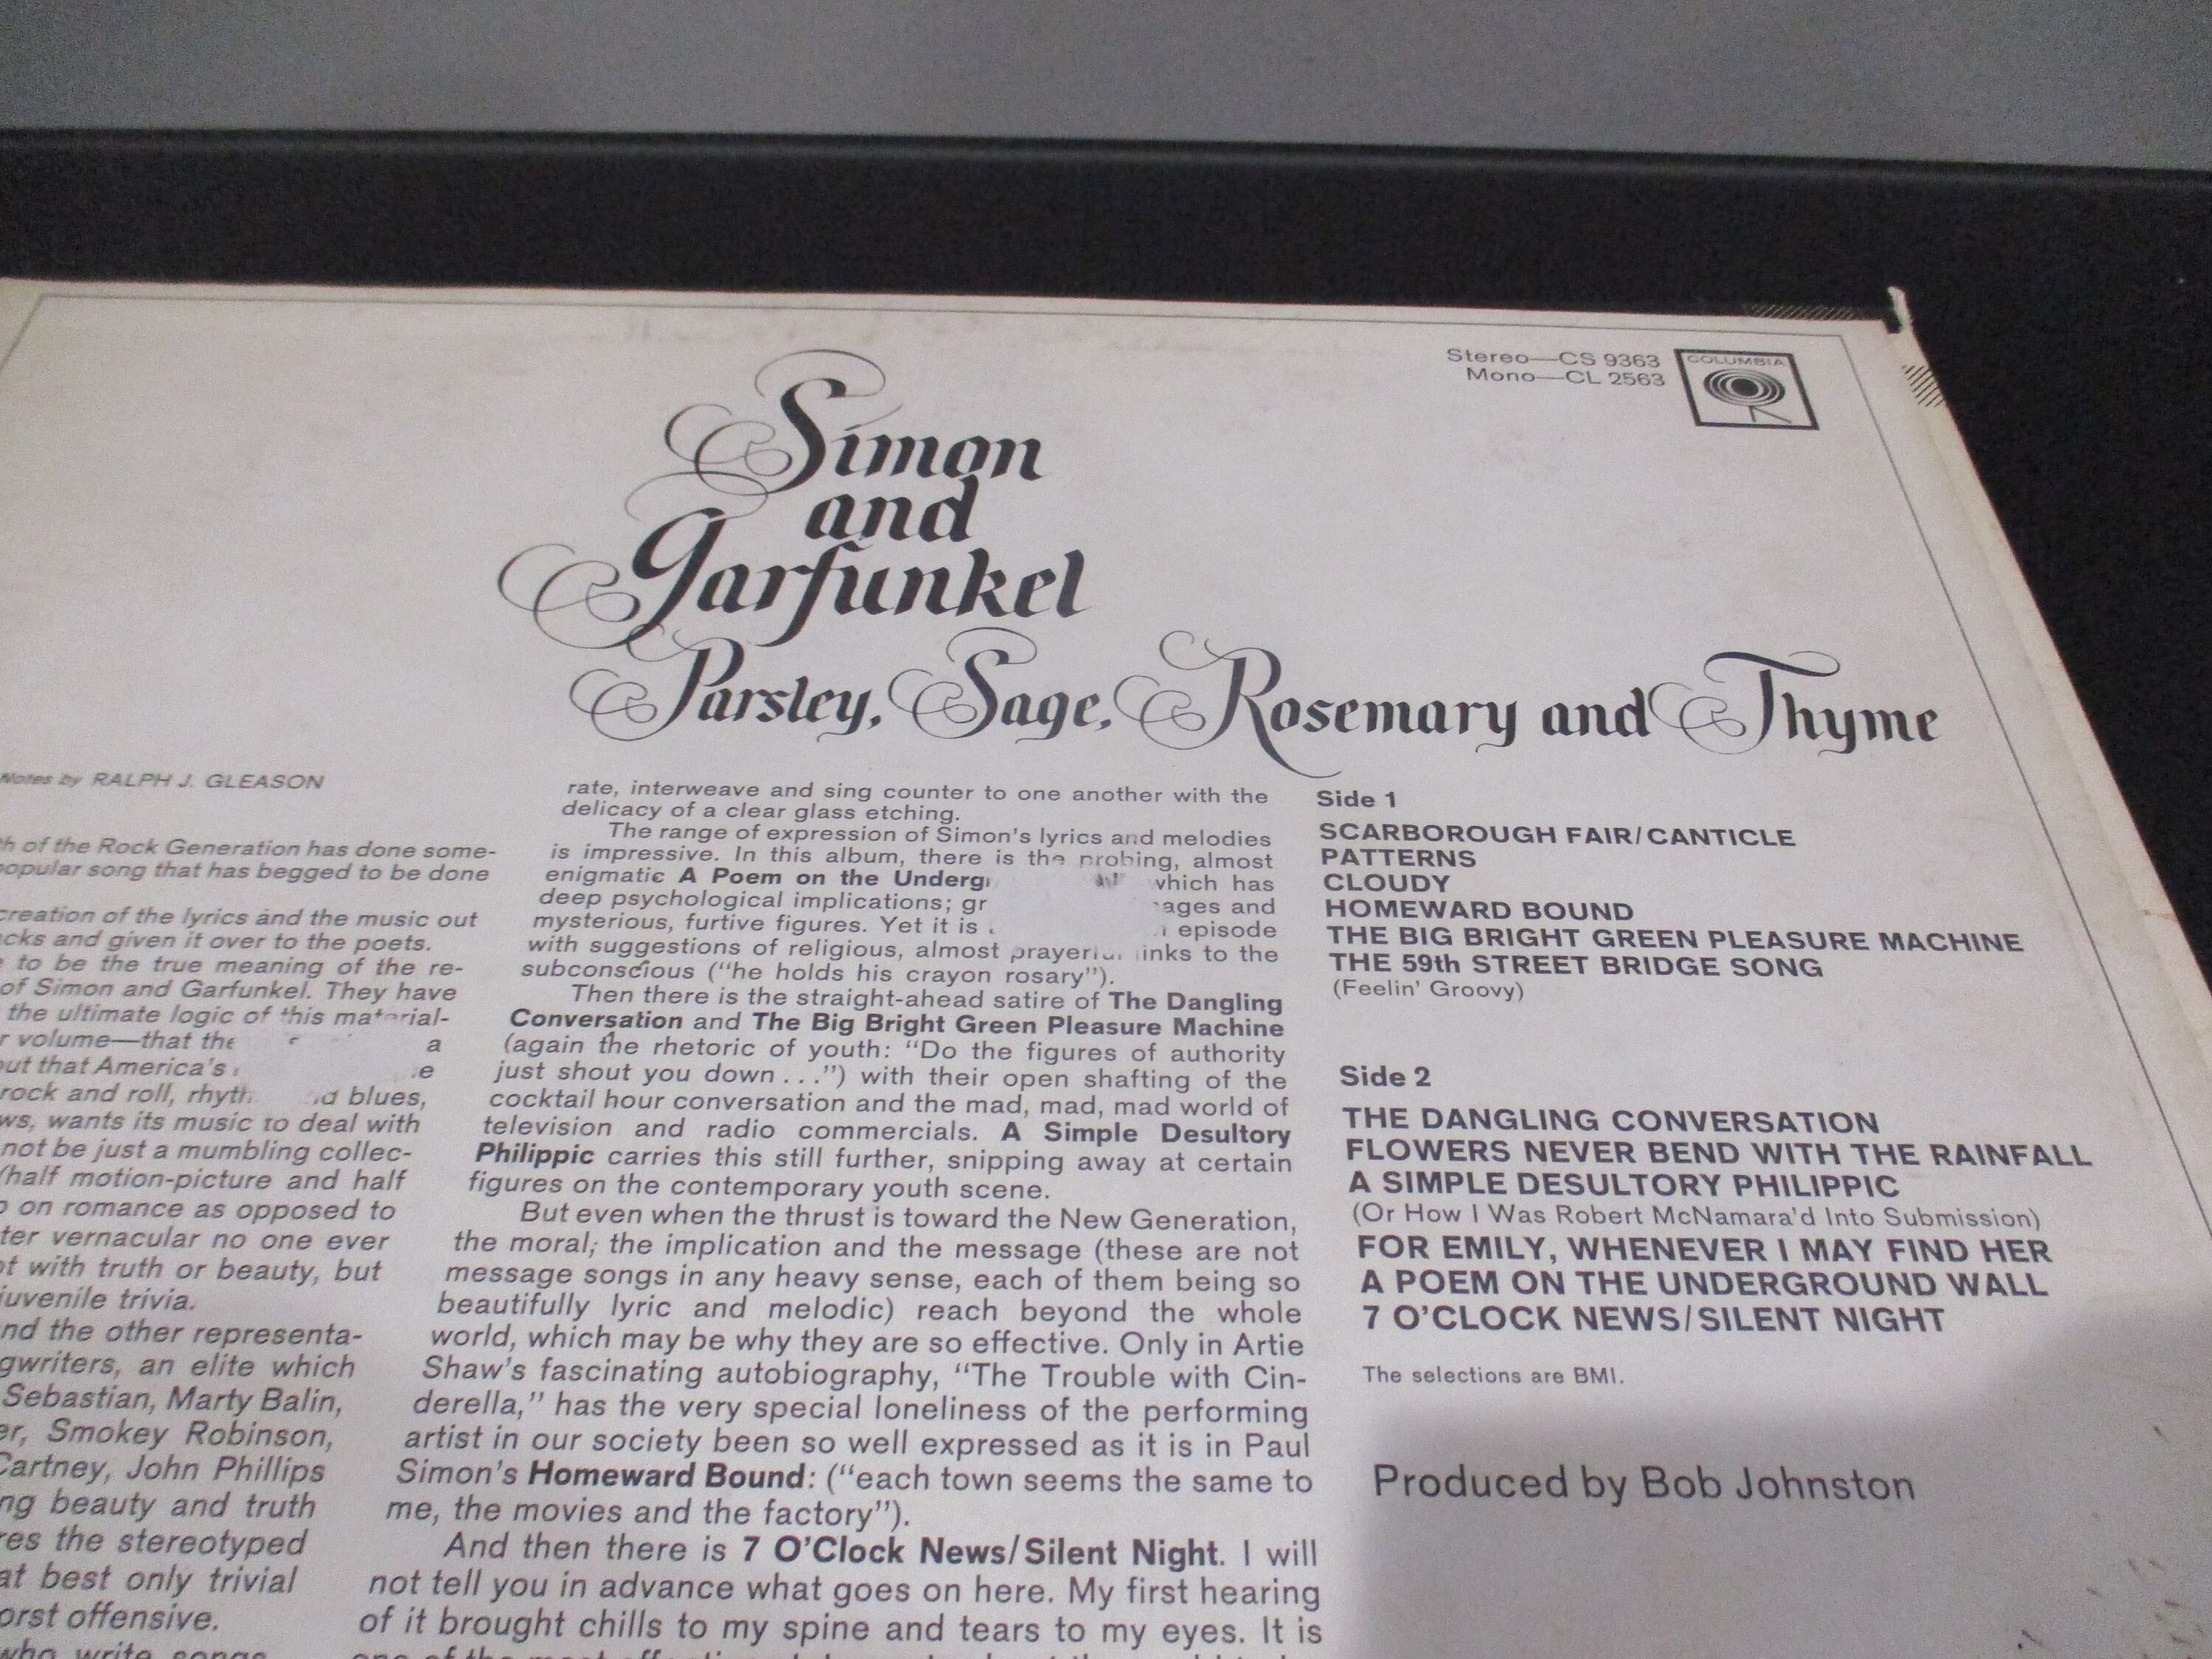 Stereo—CS 9363
Mono—CL 2563
COLUMBIA
Simon
and
Garfunkel
Parsley, Sage, Rosemary and Thyme
Notes by RALPH J. GLEASON
of the Rock Generation has done some-
popular song that has begged to be done
creation of the lyrics and the music out
and given it over to the poets.
to be the true meaning of the re-
of Simon and Garfunkel. They have
the ultimate logic of this material-
volume—that the a
that America's
rock and roll, blues,
wants its music to deal with
not be just a mumbling collec-
(half motion-picture and half
on romance as opposed to
vernacular no one ever
with truth or beauty, but
juvenile trivia.
and the other representa-
an elite which
Sebastian, Marty Balin,
Smokey Robinson,
John Phillips
beauty and truth
the stereotyped
at best only trivial
offensive.
who write songs
rate, interweave and sing counter to one another with the
delicacy of a clear glass etching.
The range of expression of Simon's lyrics and melodies
is impressive. In this album, there is the probing, almost
enigmatic A Poem on the which has
deep psychological implications; and
mysterious, furtive figures. Yet it is episode
with suggestions of religious, almost to the
subconscious ("he holds his crayon rosary").
Then there is the straight-ahead satire of The Dangling
Conversation and The Big Bright Green Pleasure Machine
(again the rhetoric of youth: "Do the figures of authority
just shout you down . . .") with their open shafting of the
cocktail hour conversation and the mad, mad, mad world of
television and radio commercials. A Simple Desultory
Philippic carries this still further, snipping away at certain
figures on the contemporary youth scene.
But even when the thrust is toward the New Generation,
the moral, the implication and the message (these are not
message songs in any heavy sense, each of them being so
beautifully lyric and melodic) reach beyond the whole
world, which may be why they are so effective. Only in Artie
Shaw's fascinating autobiography, "The Trouble with Cin-
derella," has the very special loneliness of the performing
artist in our society been so well expressed as it is in Paul
Simon's Homeward Bound: ("each town seems the same to
me, the movies and the factory").
And then there is 7 O'Clock News/Silent Night. I will
not tell you in advance what goes on here. My first hearing
of it brought chills to my spine and tears to my eyes. It is
Side 1
SCARBOROUGH FAIR/CANTICLE
PATTERNS
CLOUDY
HOMEWARD BOUND
THE BIG BRIGHT GREEN PLEASURE MACHINE
THE 59th STREET BRIDGE SONG
(Feelin' Groovy)
Side 2
THE DANGLING CONVERSATION
FLOWERS NEVER BEND WITH THE RAINFALL
A SIMPLE DESULTORY PHILIPPIC
(Or How I Was Robert McNamara'd Into Submission)
FOR EMILY, WHENEVER I MAY FIND HER
A POEM ON THE UNDERGROUND WALL
7 O'CLOCK NEWS/SILENT NIGHT
The selections are BMI.
Produced by Bob Johnston